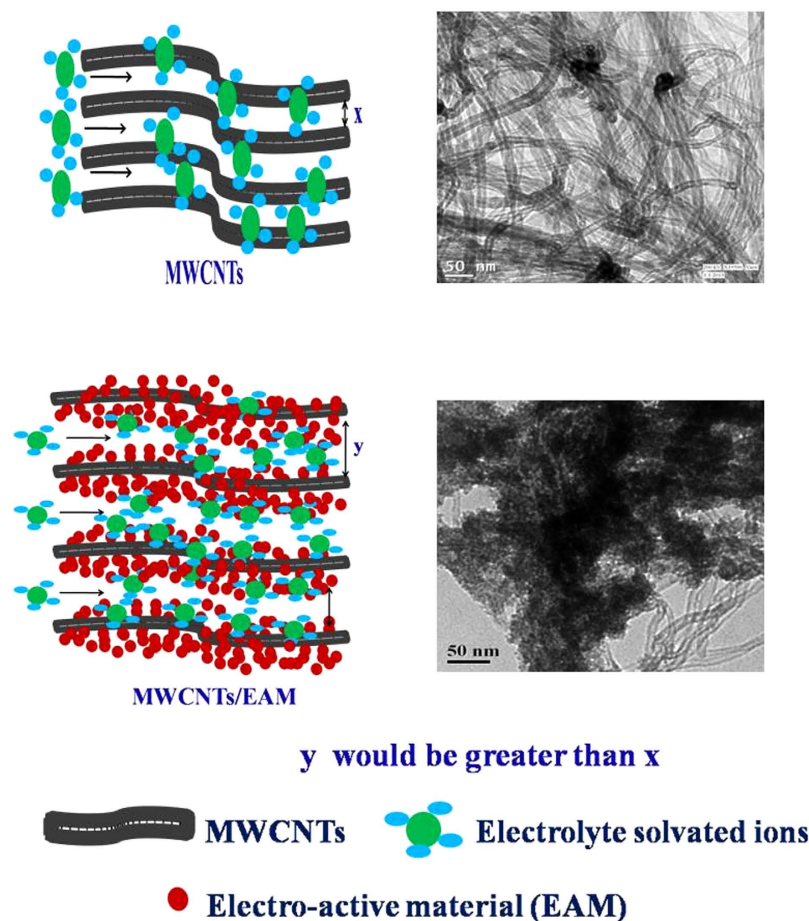 x
MWCNTs
50 nm
y
MWCNTs/EAM
50 nm
y would be greater than x
MWCNTs
Electrolyte solvated ions
Electro-active material (EAM)